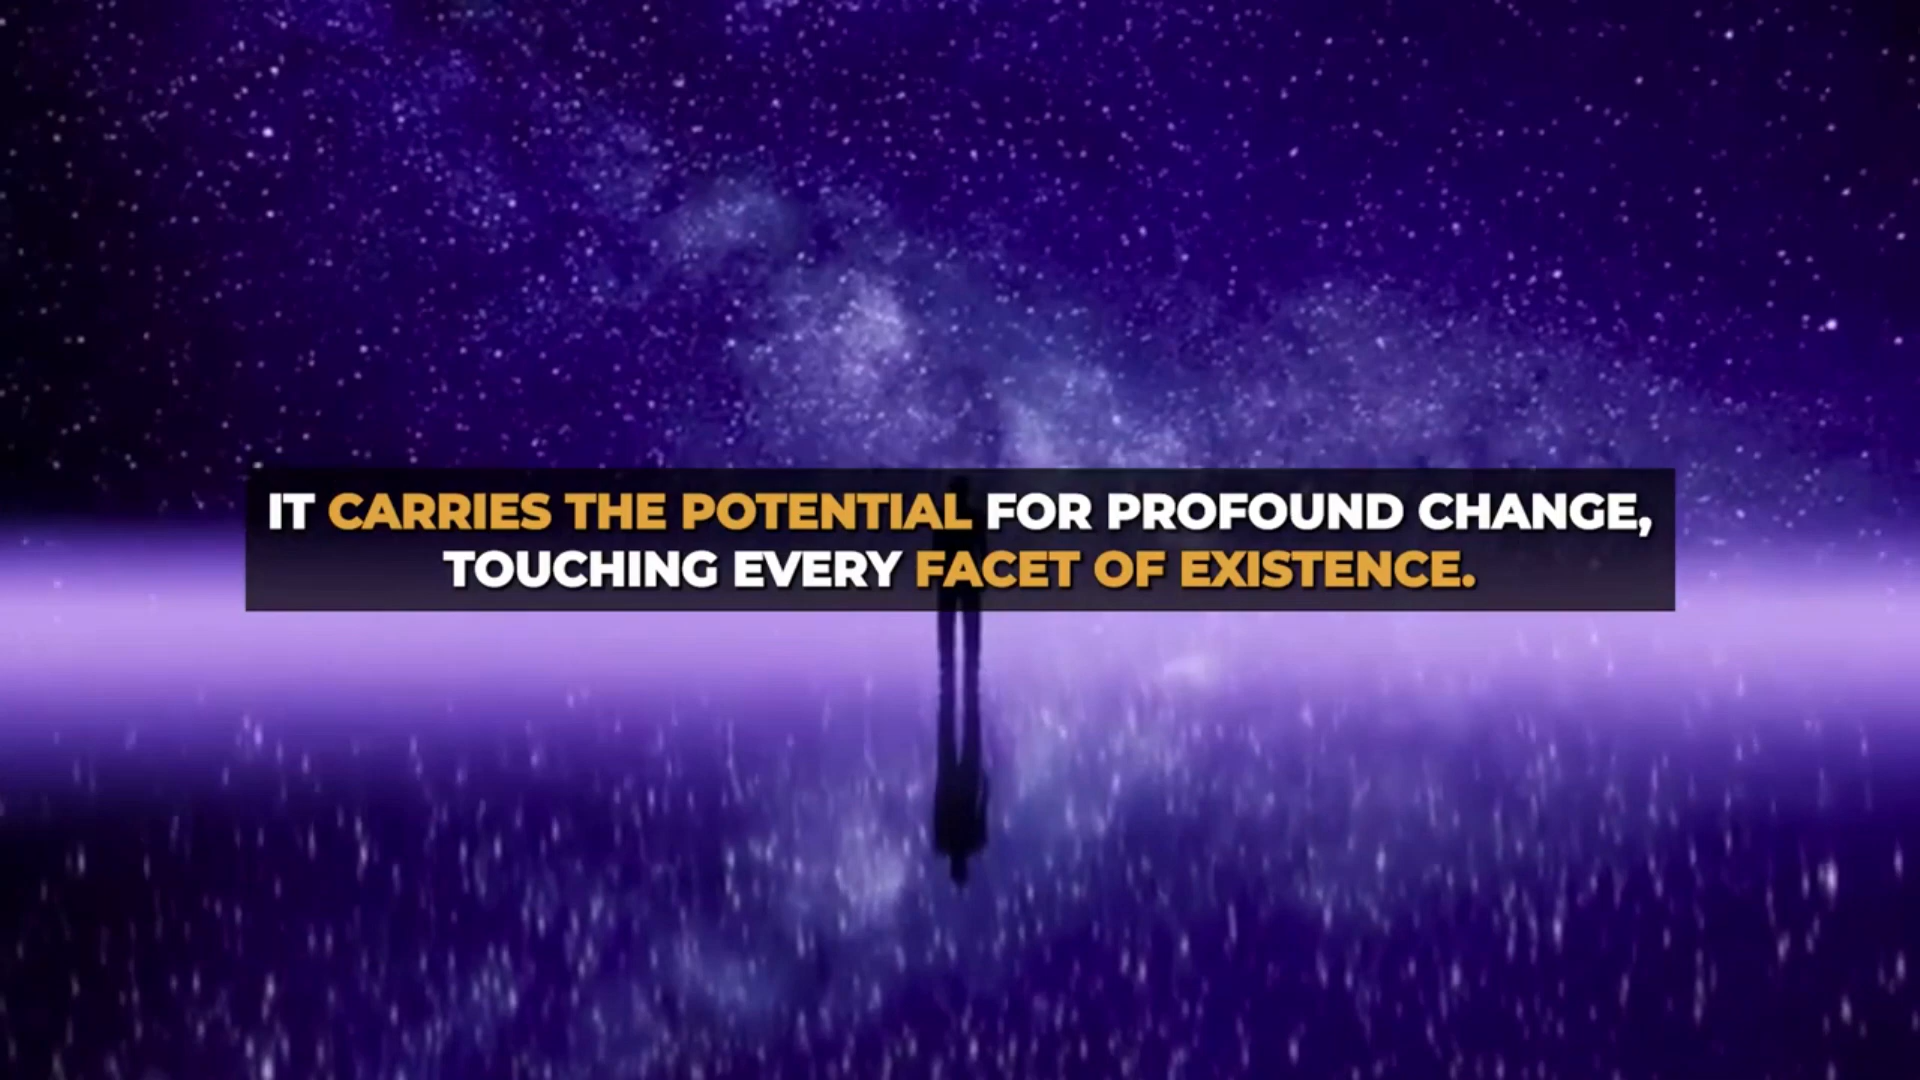 IT CARRIES THE POTENTIAL FOR PROFOUND CHANGE,
TOUCHING EVERY FACET OF EXISTENCE.